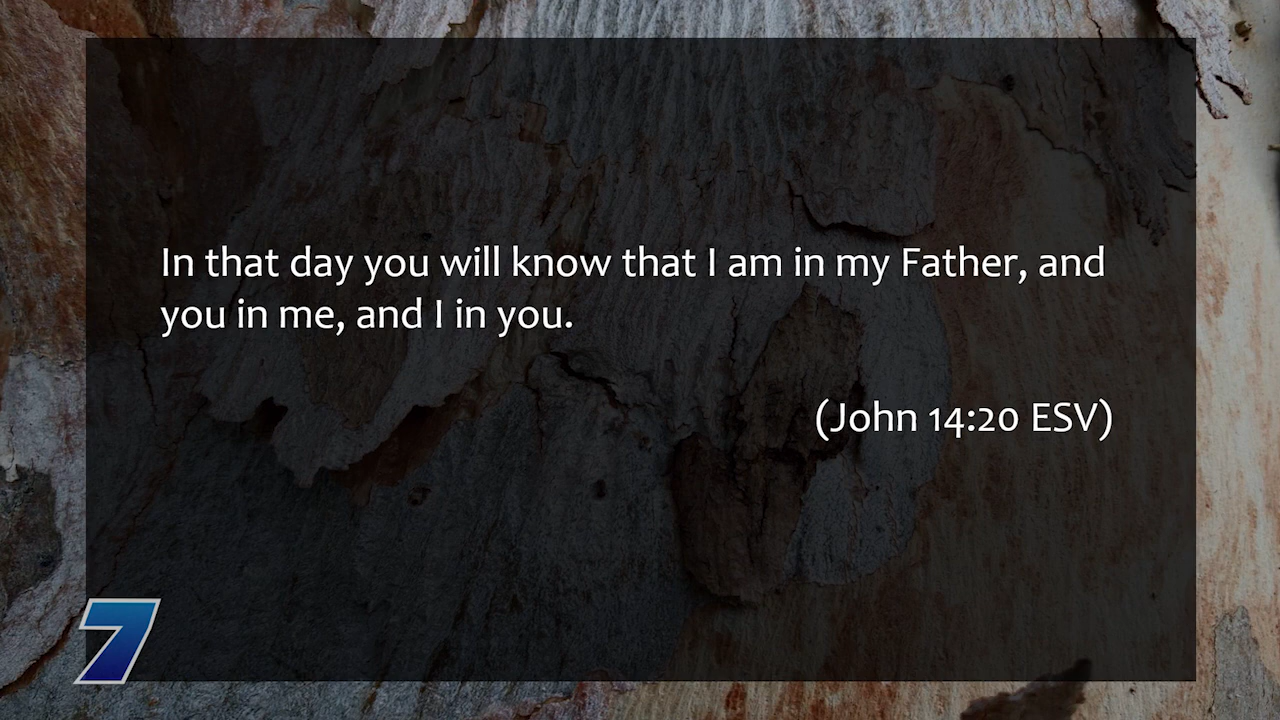 In that day you will know that I am in my Father, and
you in me, and I in you.
(John 14:20 ESV)
7